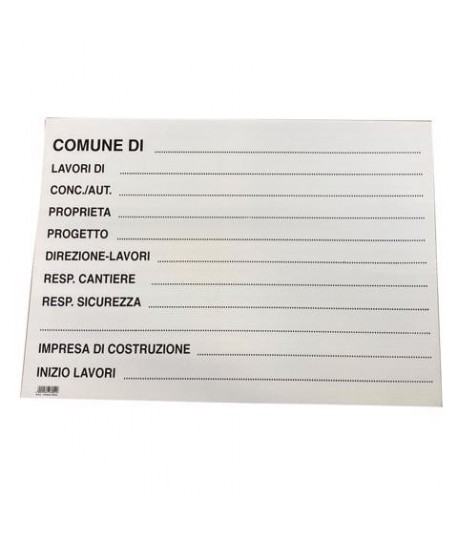 COMUNE DI
LAVORI DI
CONC./AUT.
PROPRIETA
PROGETTO
DIREZIONE-LAVORI
RESP. CANTIERE
RESP. SICUREZZA
IMPRESA DI COSTRUZIONE
INIZIO LAVORI